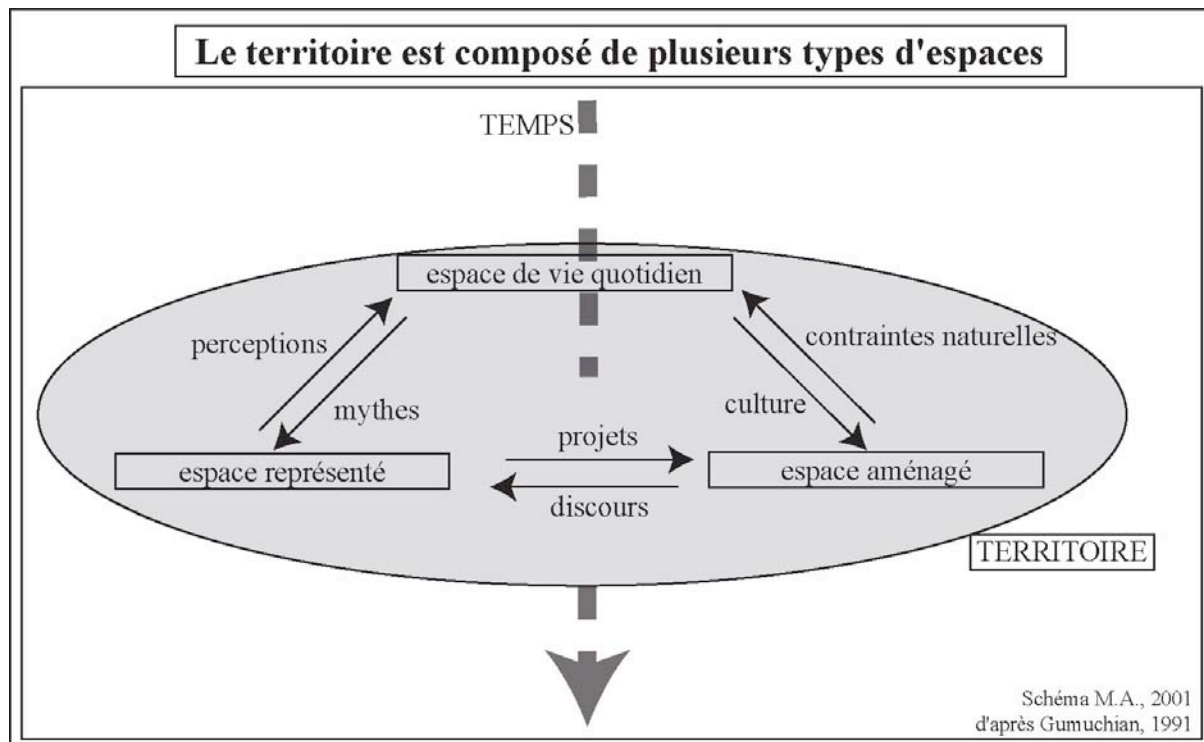 Le territoire est composé de plusieurs types d'espaces
TEMPS
espace de vie quotidien
perceptions
contraintes naturelles
mythes
culture
projets
espace représenté
espace aménagé
discours
TERRITOIRE
Schéma M.A., 2001
d'après Gumuchian, 1991